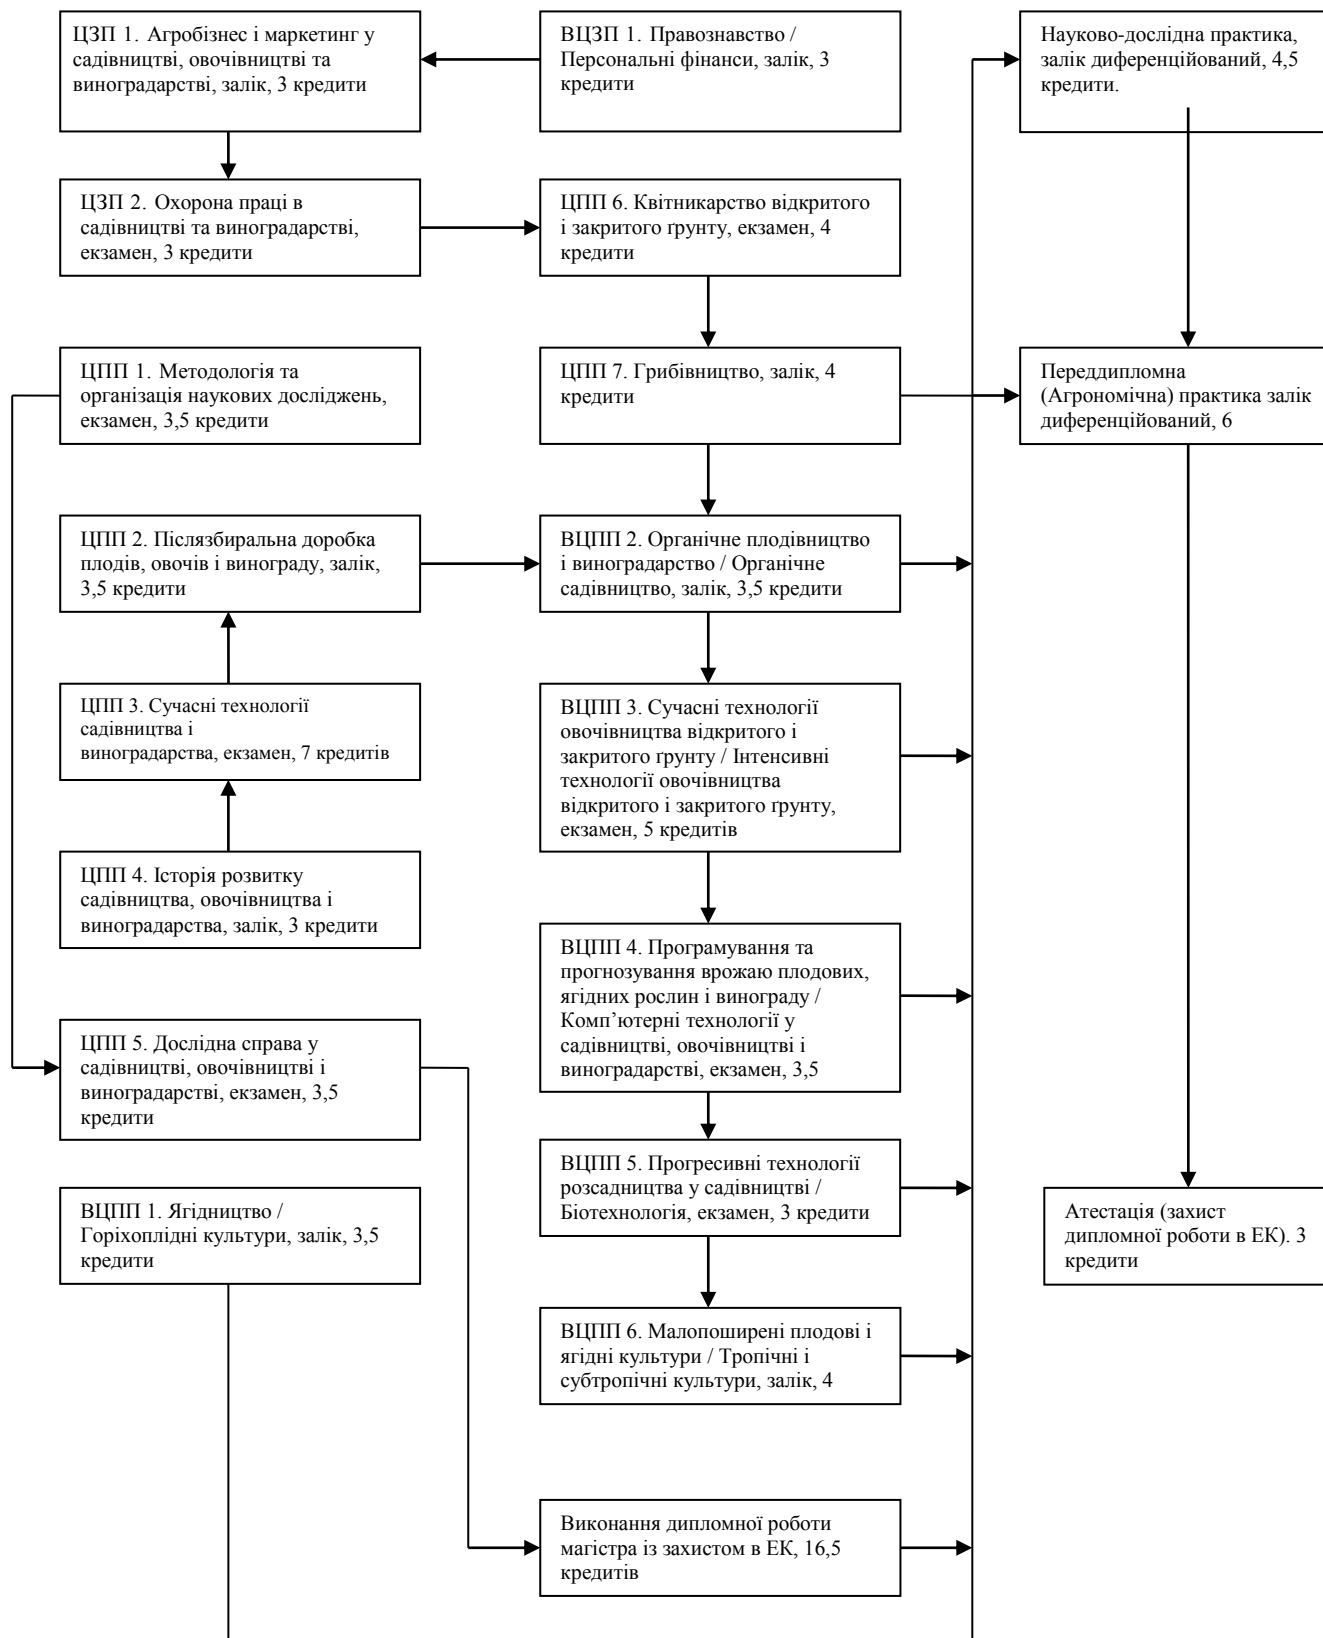 ЦЗП 1. Агробізнес і маркетинг у
садівництві, овочівництві та
виноградарстві, залік, 3 кредити
ВЦЗП 1. Правознавство /
Персональні фінанси, залік, 3
кредити
Науково-дослідна практика,
залік диференційований, 4,5
кредити.
ЦЗП 2. Охорона праці в
садівництві та виноградарстві,
екзамен, 3 кредити
ЦПП 6. Квітникарство відкритого
і закритого ґрунту, екзамен, 4
кредити
ЦПП 1. Методологія та
організація наукових досліджень,
екзамен, 3,5 кредити
ЦПП 7. Грибівництво, залік, 4
кредити
Переддипломна
(Агрономічна) практика залік
диференційований, 6
ЦПП 2. Післязбиральна доробка
плодів, овочів і винограду, залік,
3,5 кредити
ВЦПП 2. Органічне плодівництво
і виноградарство / Органічне
садівництво, залік, 3,5 кредити
ЦПП 3. Сучасні технології
садівництва і
виноградарства, екзамен, 7 кредитів
ВЦПП 3. Сучасні технології
овочівництва відкритого і
закритого ґрунту / Інтенсивні
технології овочівництва
відкритого і закритого ґрунту,
екзамен, 5 кредитів
ЦПП 4. Історія розвитку
садівництва, овочівництва і
виноградарства, залік, 3 кредити
ВЦПП 4. Програмування та
прогнозування врожаю плодових,
ягідних рослин і винограду /
Комп’ютерні технології у
садівництві, овочівництві і
виноградарстві, екзамен, 3,5
ЦПП 5. Дослідна справа у
садівництві, овочівництві і
виноградарстві, екзамен, 3,5
кредити
ВЦПП 5. Прогресивні технології
розсадництва у садівництві /
Біотехнологія, екзамен, 3 кредити
ВЦПП 1. Ягідництво /
Горіхоплідні культури, залік, 3,5
кредити
Атестація (захист
дипломної роботи в ЕК). 3
кредити
ВЦПП 6. Малопоширені плодові і
ягідні культури / Тропічні і
субтропічні культури, залік, 4
Виконання дипломної роботи
магістра із захистом в ЕК, 16,5
кредитів